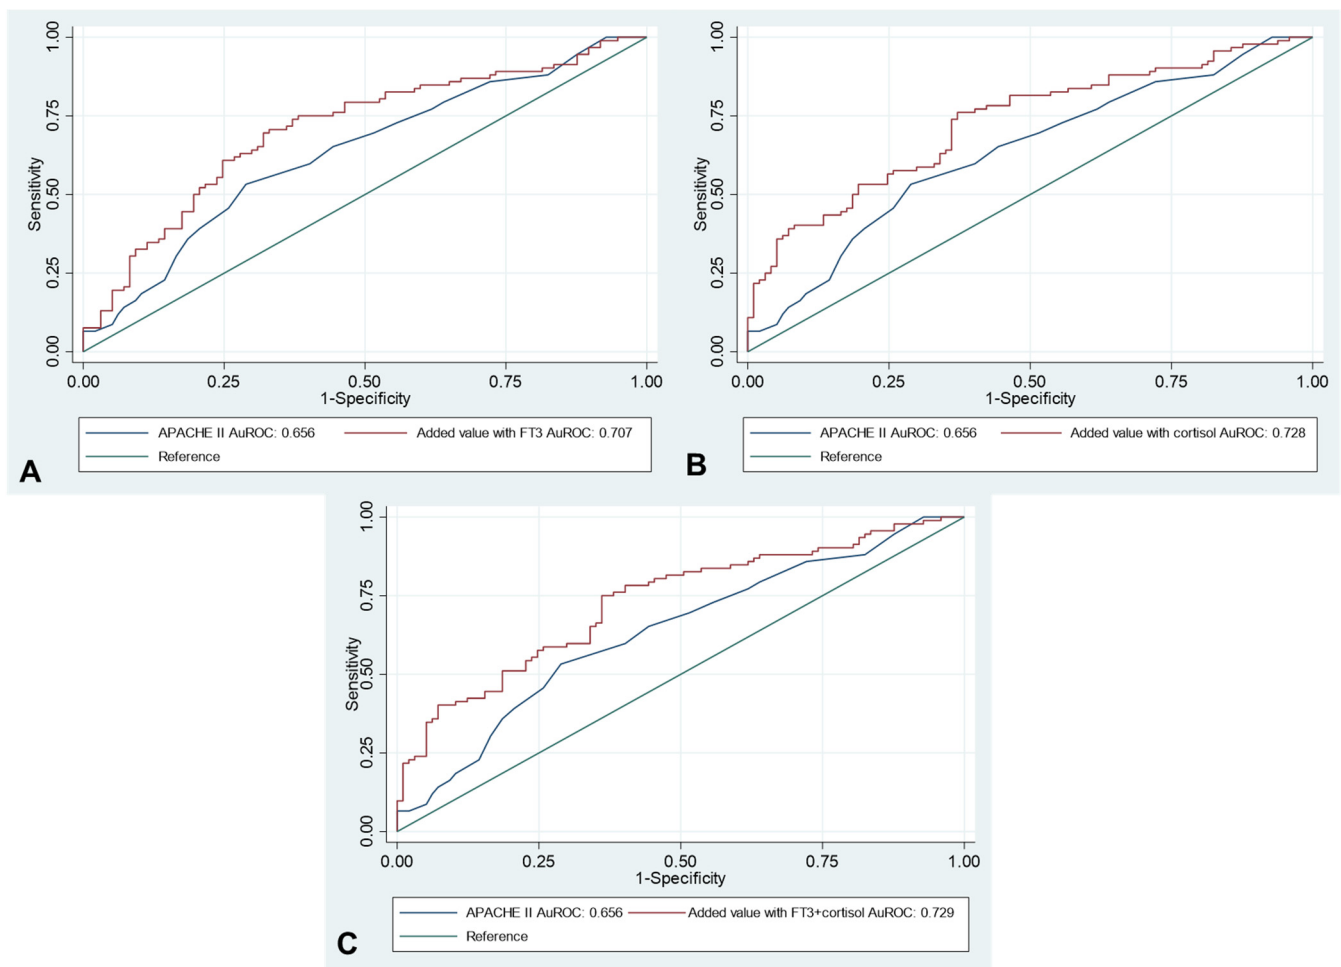 1.00
0.75
0.50
0.25
0.00
Sensitivity
0.00 0.25 0.50 0.75 1.00
1-Specificity
APACHE II AuROC: 0.656 Added value with FT3 AuROC: 0.707
Reference
A
1.00
0.75
0.50
0.25
0.00
Sensitivity
0.00 0.25 0.50 0.75 1.00
1-Specificity
APACHE II AuROC: 0.656 Added value with cortisol AuROC: 0.728
Reference
B
1.00
0.75
0.50
0.25
0.00
Sensitivity
0.00 0.25 0.50 0.75 1.00
1-Specificity
APACHE II AuROC: 0.656 Added value with FT3+cortisol AuROC: 0.729
Reference
C